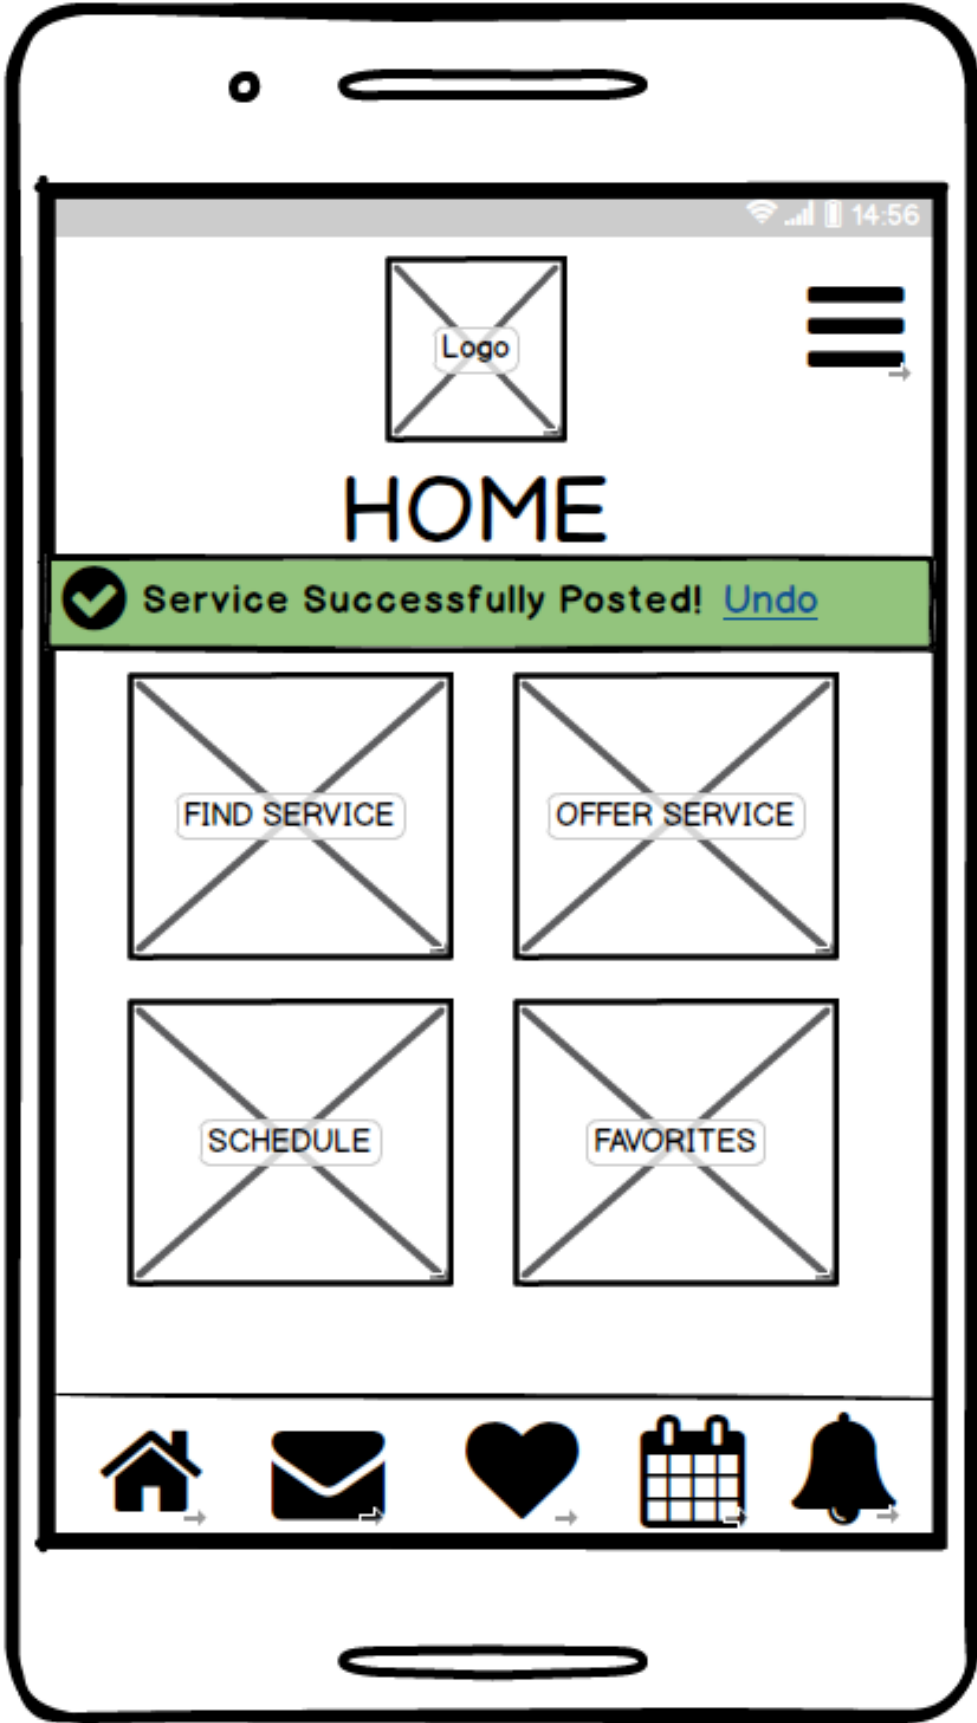 14:56
Logo
HOME
Service Successfully Posted! Undo
FIND SERVICE OFFER SERVICE
SCHEDULE FAVORITES